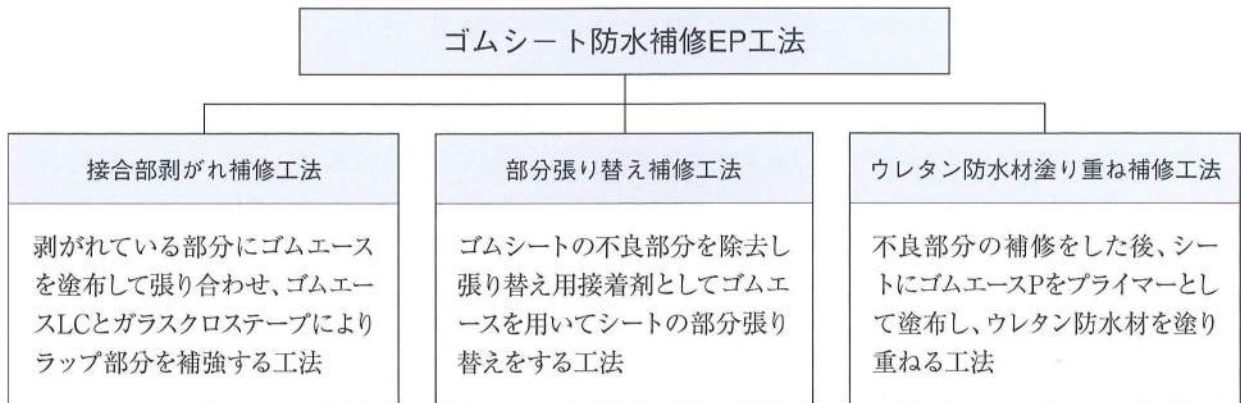 ゴムシート防水補修EP工法
接合部剥がれ補修工法
剥がれている部分にゴムエース
を塗布して張り合わせ、ゴムエー
スLCとガラスクロステープにより
ラップ部分を補強する工法
部分張り替え補修工法
ゴムシートの不良部分を除去し
張り替え用接着剤としてゴムエ
ースを用いてシートの部分張り
替えをする工法
ウレタン防水材塗り重ね補修工法
不良部分の補修をした後、シー
トにゴムエースPをプライマーとし
て塗布し、ウレタン防水材を塗り
重ねる工法